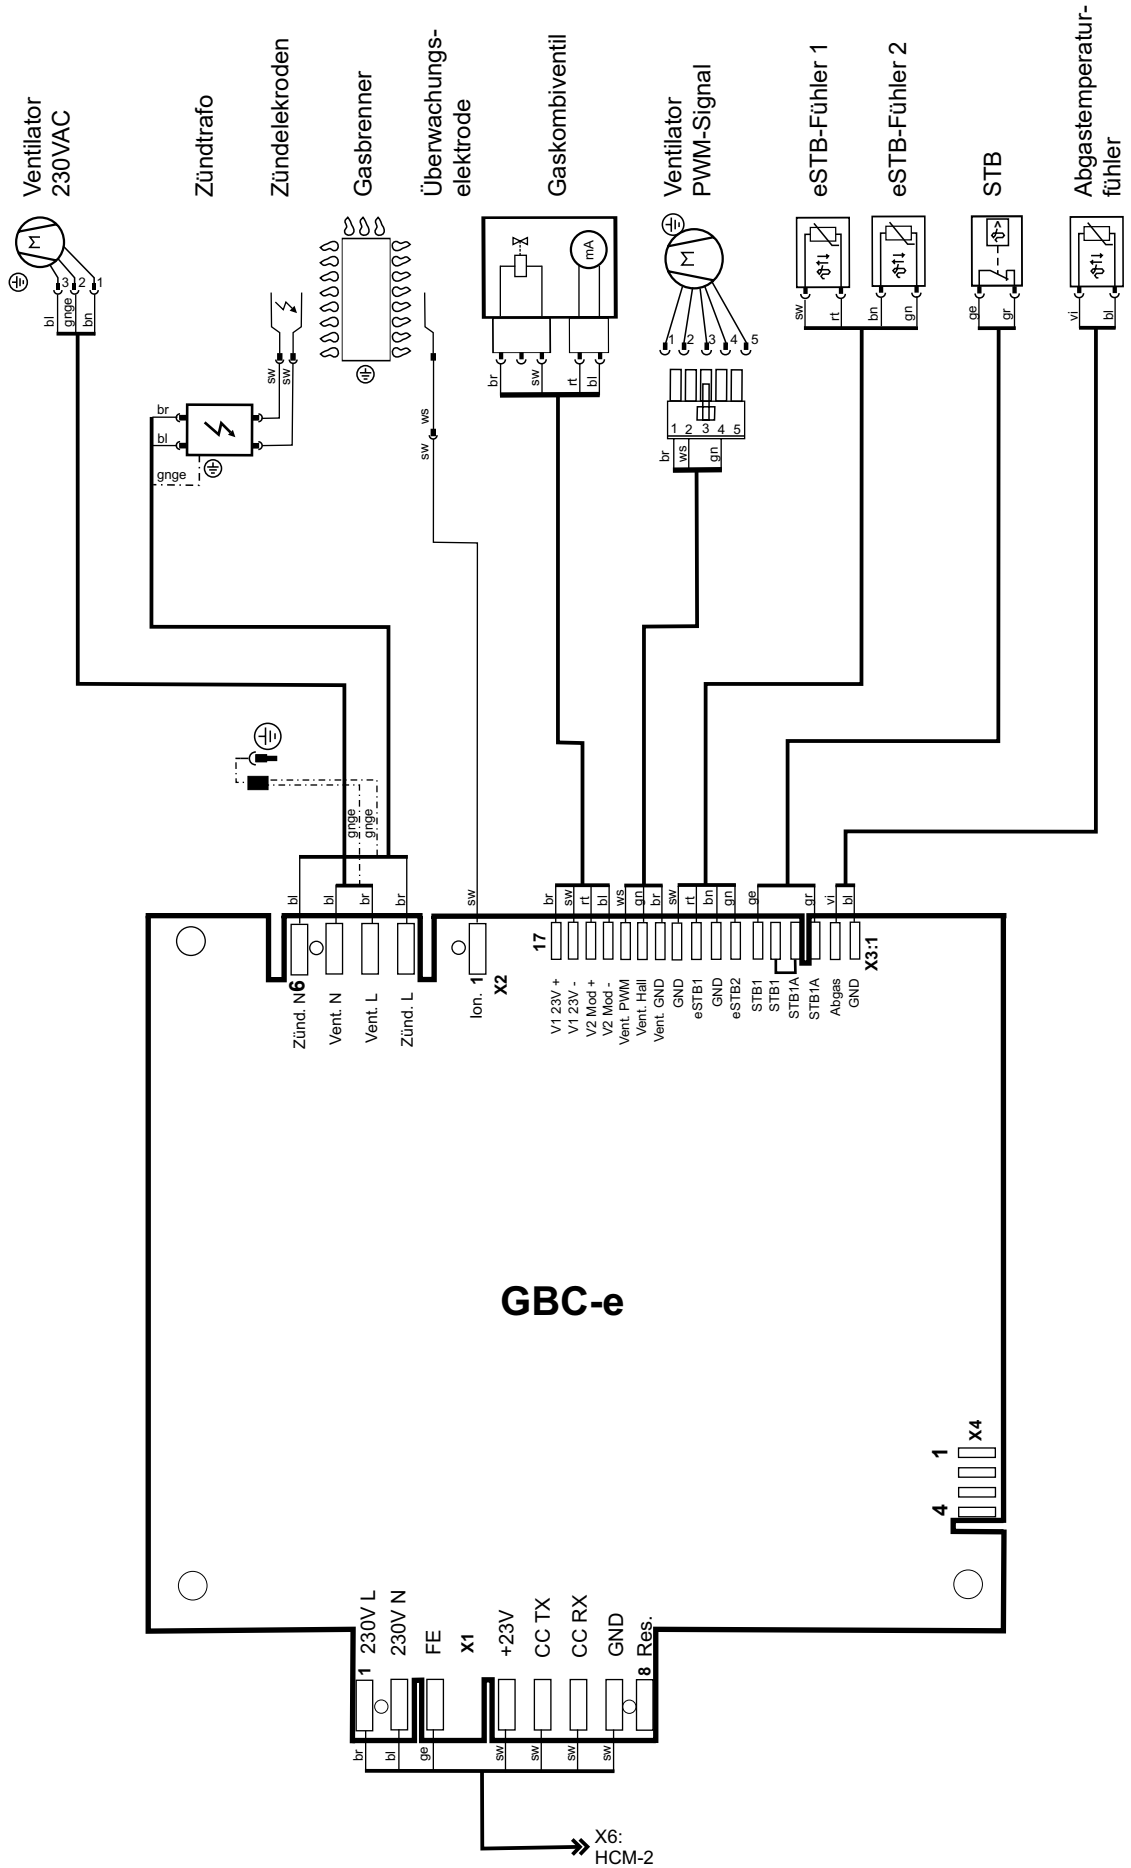 Ventilator
230VAC
Zündtrafo
Zündelekroden
Gasbrenner
Überwachungs-
elektrode
Gaskombiventil
Ventilator
PWM-Signal
eSTB-Fühler 1
eSTB-Fühler 2
STB
Abgastemperatur-
fühler
M
3
2
1
bl
gnge
bn
br
bl
gnge
sw
sw
ws
sw
mA
br
sw
rt
bl
M
1
2
3
4
5
1
2
3
4
5
br
ws
gn
sw
rt
bn
gn
ϑ
ϑ
ϑ>
ge
gr
ϑ
vi
bl
gnge
gnge
bl
bl
br
br
sw
br
sw
rt
bl
ws
gn
br
sw
rt
bn
gn
ge
gr
vi
bl
6
Zünd. N
Vent. N
Vent. L
Zünd. L
Ion. 1
X2
17
V1 23V +
V1 23V -
V2 Mod +
V2 Mod -
Vent. PWM
Vent. Hall
Vent. GND
GND
eSTB1
GND
eSTB2
STB1
STB1
STB1A
STB1A
Abgas
GND
X3:1
GBC-e
1
4
X4
1
230V L
230V N
FE
X1
+23V
CC TX
CC RX
GND
8 Res.
br
bl
ge
sw
sw
sw
sw
X6:
HCM-2